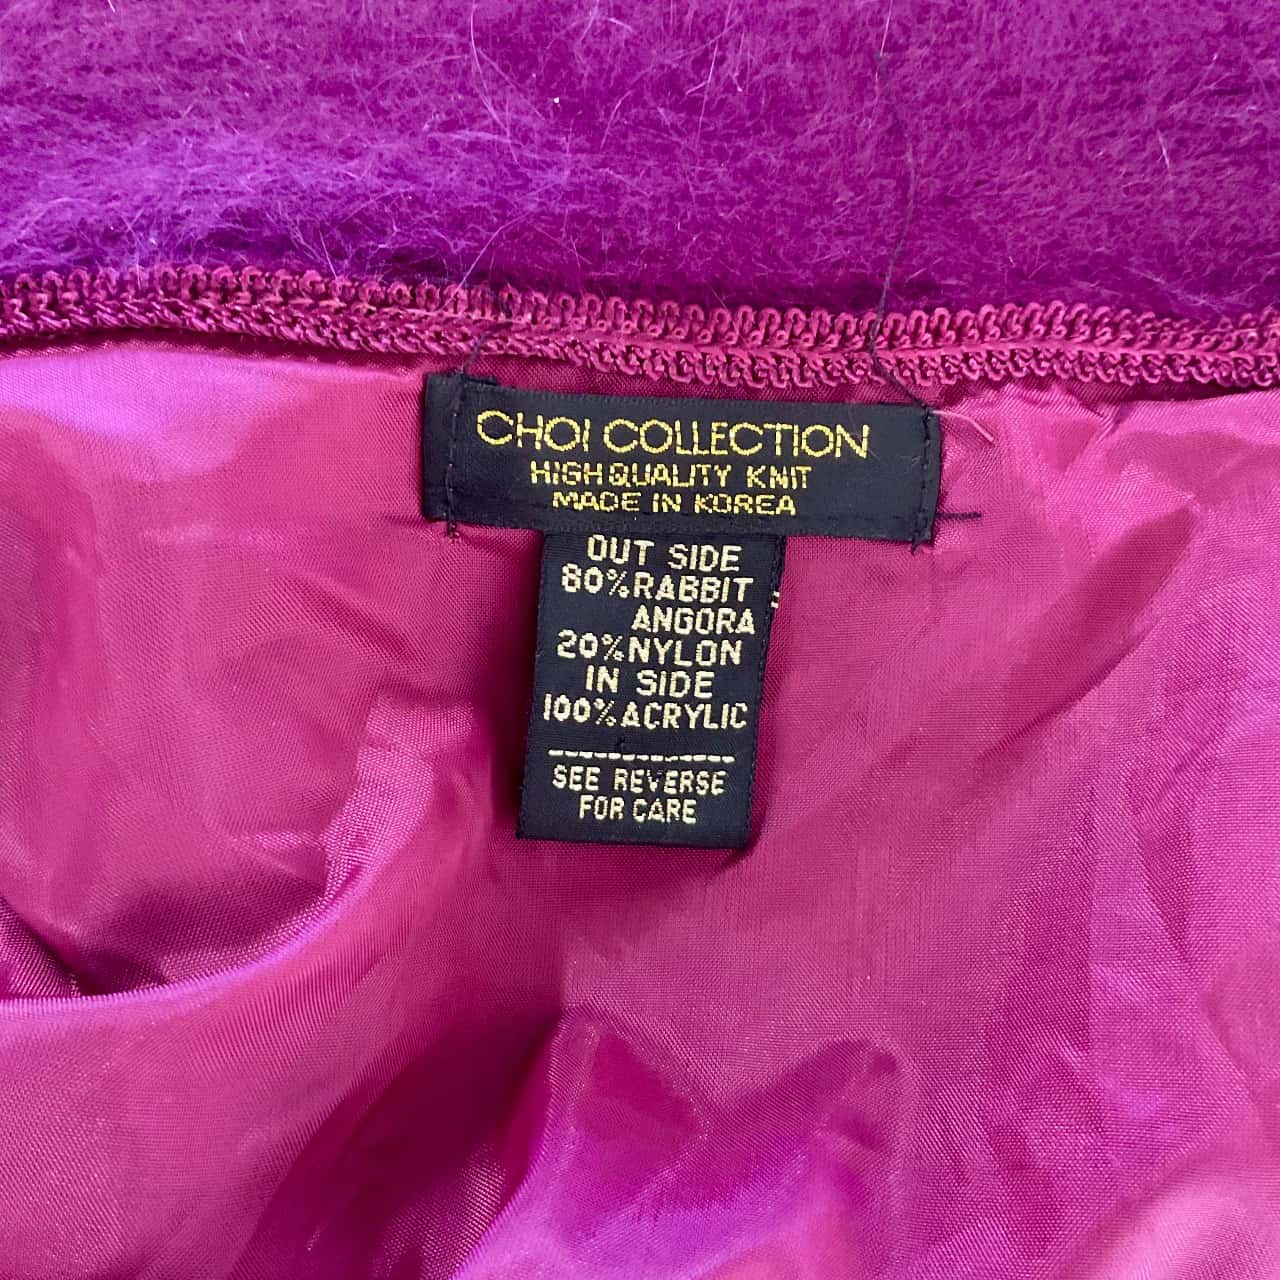 CHOI COLLECTION
HIGH QUALITY KNIT
MADE IN KOREA
OUT SIDE
80% RABBIT
ANGORA
20% NYLON
IN SIDE
100% ACRYLIC
SEE REVERSE
FOR CARE